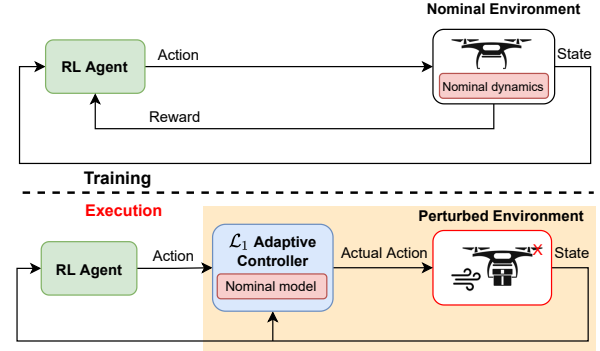 Nominal Environment
RL Agent
Action
State
Nominal dynamics
Reward
Training
Execution
Perturbed Environment
RL Agent
Action
ℒ₁ Adaptive
Controller
Nominal model
Actual Action
State